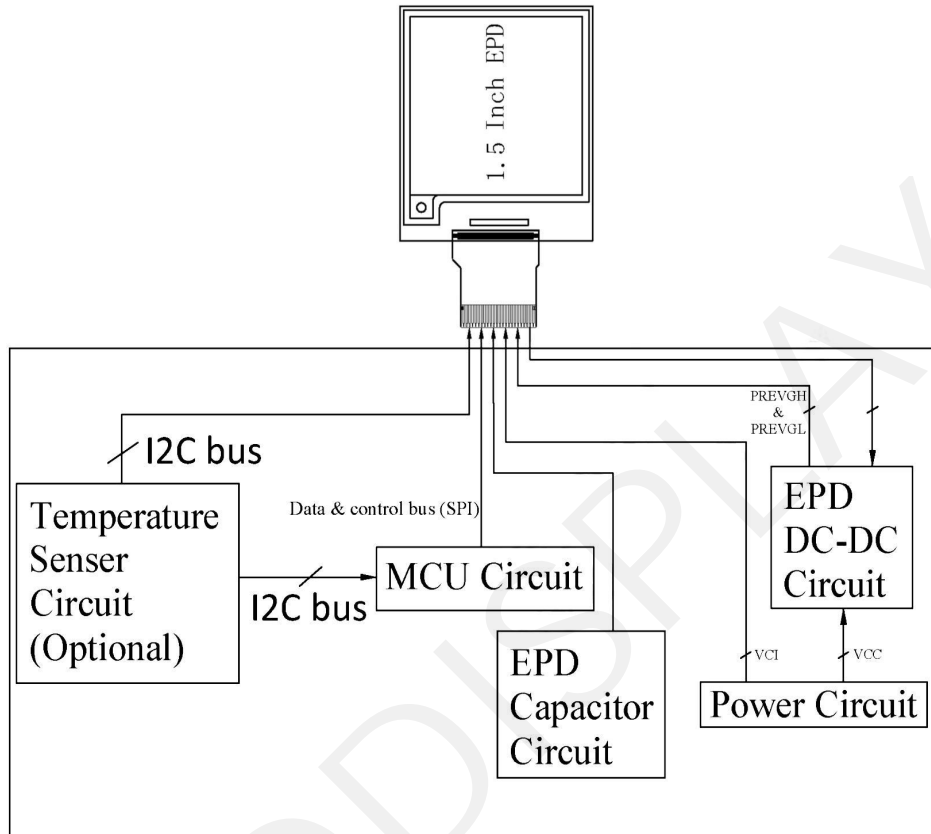 1.5 Inch EPD
PREVGH
&
PREVGL
I2C bus
Temperature
Senser
Circuit
(Optional)
Data & control bus (SPI)
MCU Circuit
I2C bus
EPD
DC-DC
Circuit
EPD
Capacitor
Circuit
VCI
VCC
Power Circuit
DISPLAY